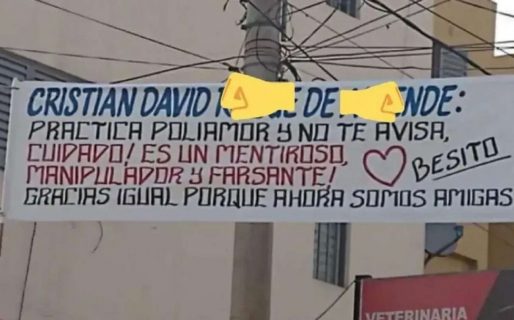 CRISTIAN DAVID DE
PRACTICA POLIAMOR Y NO TE AVISA,
CUIDADO! ES UN MENTIROSO,
MANIPULADOR Y FARSANTE!
BESITO
GRACIAS IGUAL PORQUE AHORA SOMOS AMIGAS
VETERINARIA